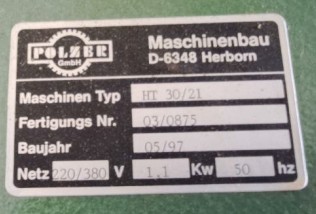 POLZER
GmbH
Maschinenbau
D-6348 Herborn
Maschinen Typ HT 30/21
Fertigungs Nr. 03/0875
Baujahr 05/97
Netz 220/380 V 1,1 Kw 50 hz